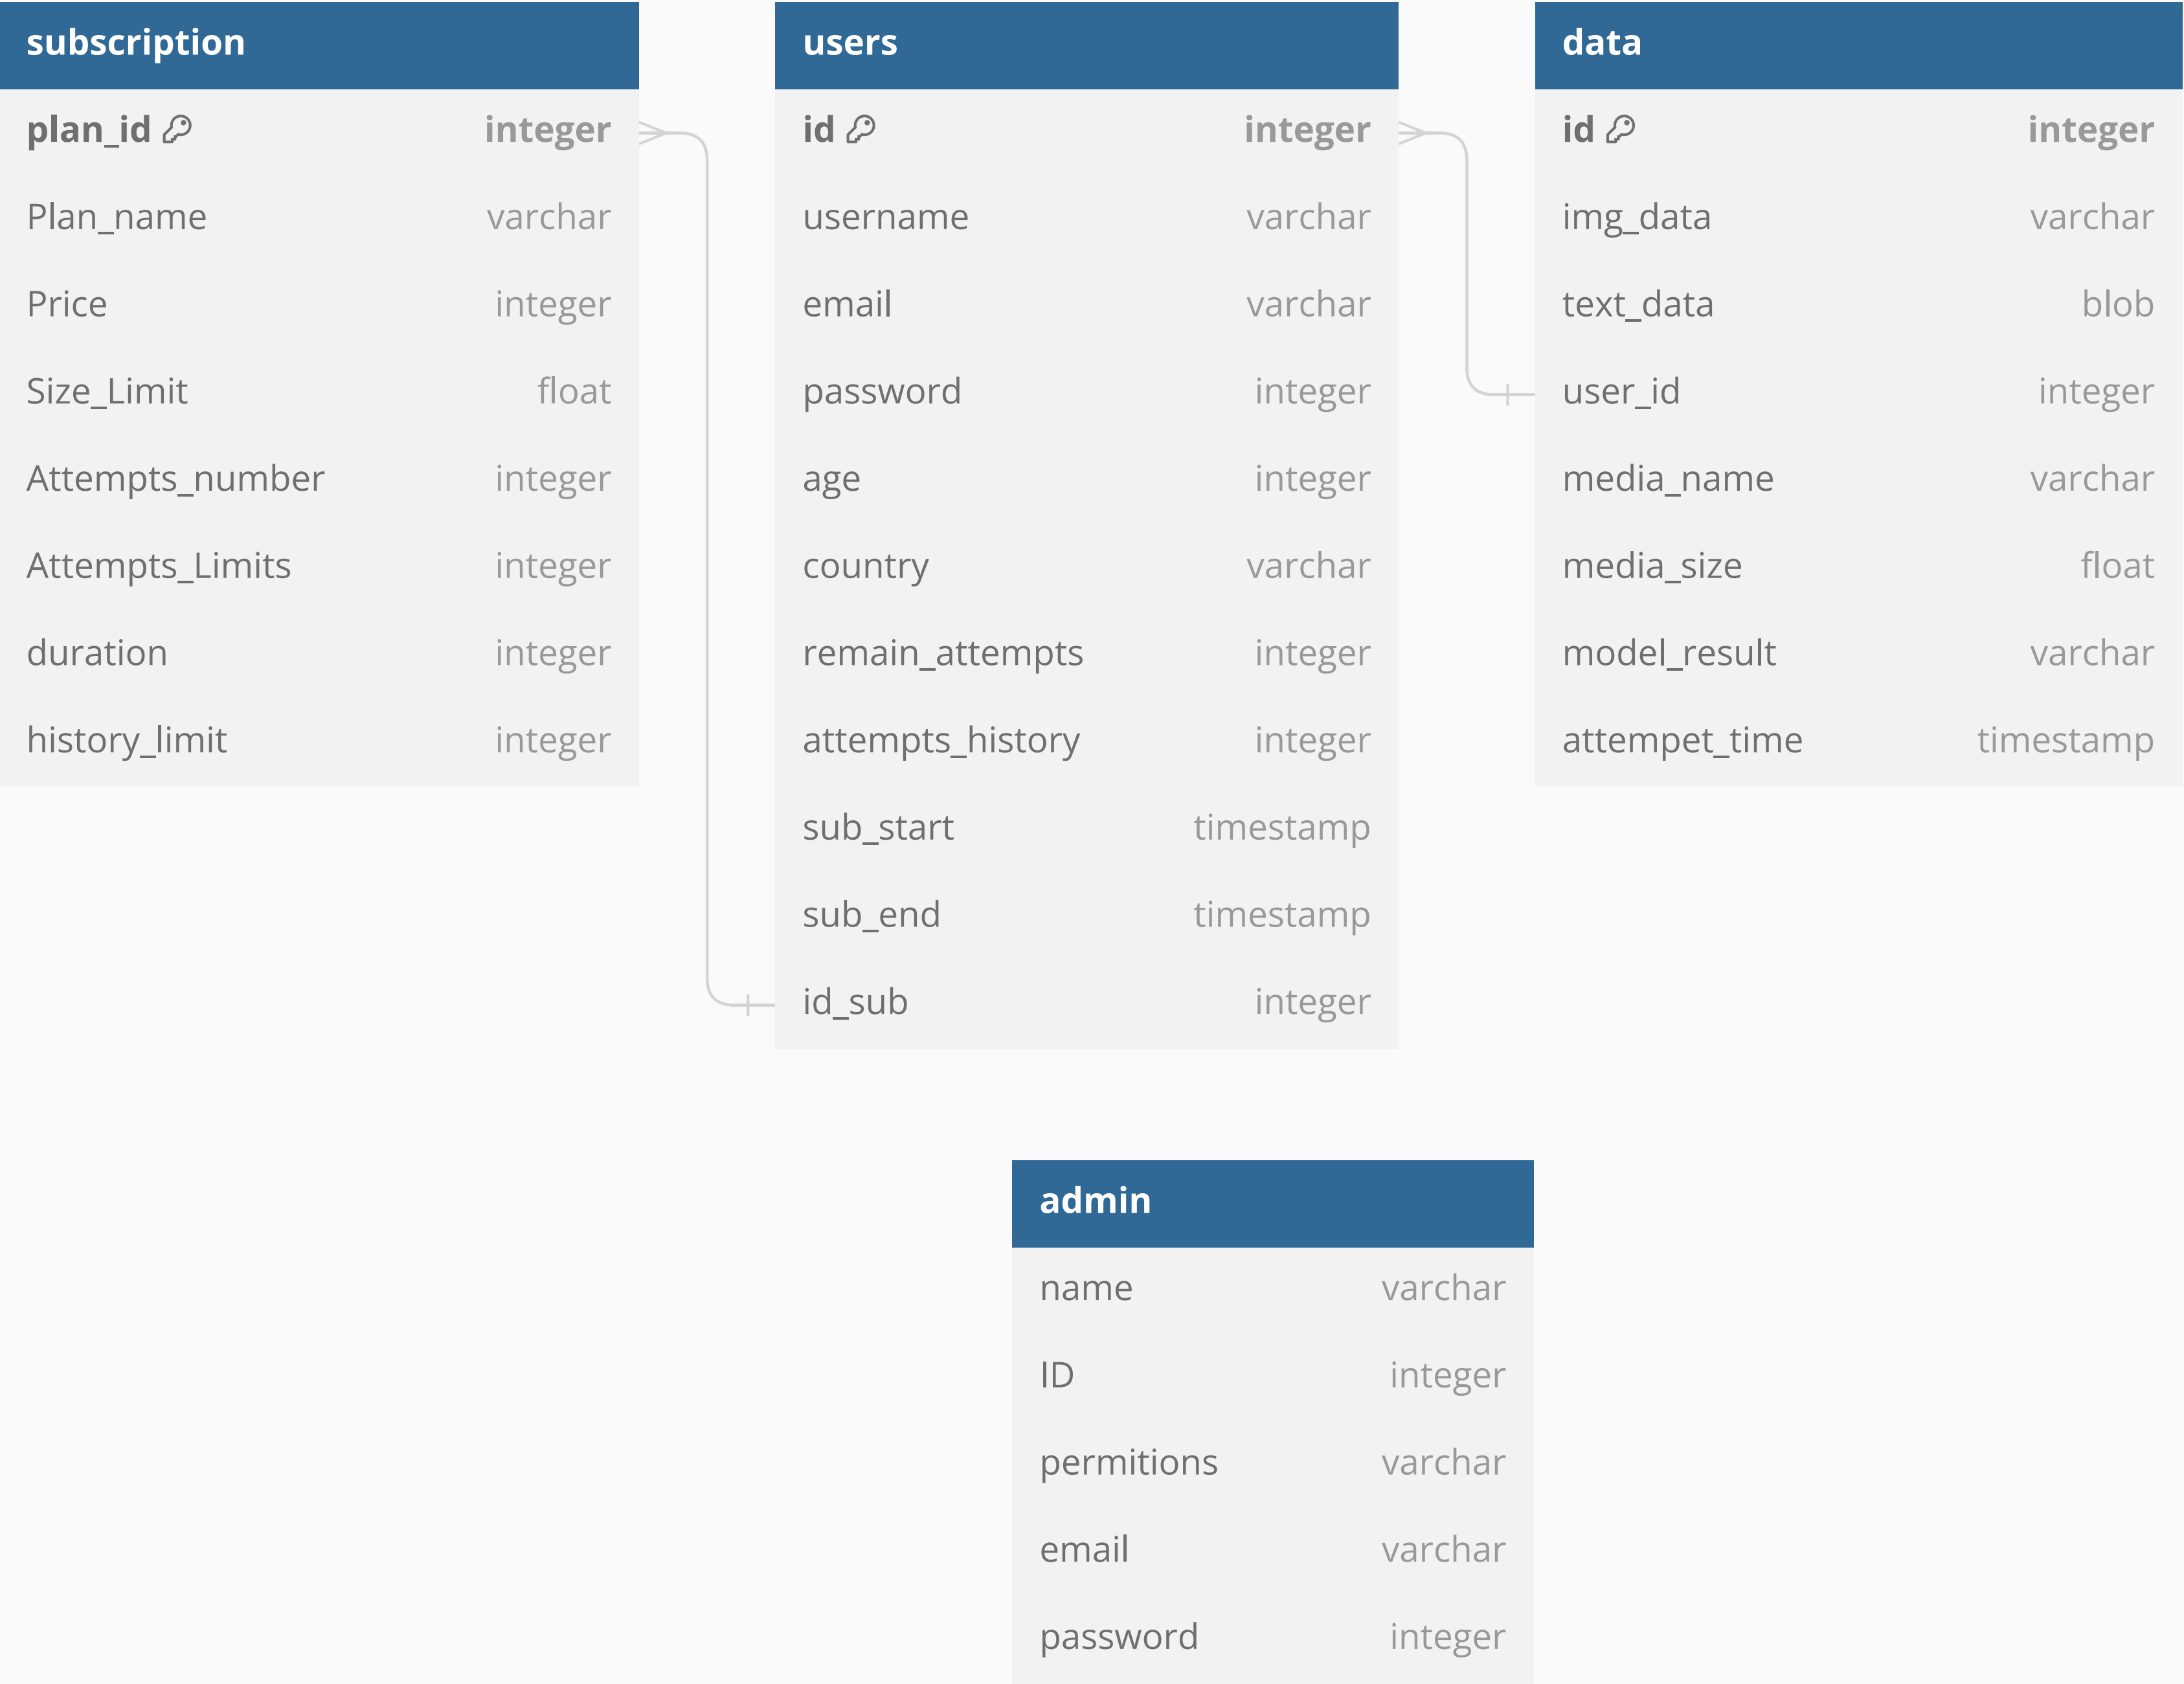 subscription
plan_id integer
Plan_name varchar
Price integer
Size_Limit float
Attempts_number integer
Attempts_Limits integer
duration integer
history_limit integer
users
id integer
username varchar
email varchar
password integer
age integer
country varchar
remain_attempts integer
attempts_history integer
sub_start timestamp
sub_end timestamp
id_sub integer
data
id integer
img_data varchar
text_data blob
user_id integer
media_name varchar
media_size float
model_result varchar
attempet_time timestamp
admin
name varchar
ID integer
permitions varchar
email varchar
password integer